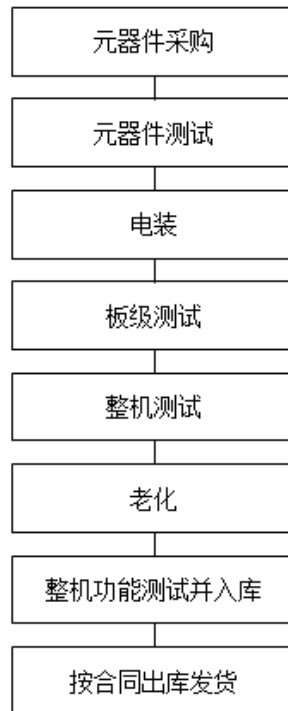 元器件采购
元器件测试
电装
板级测试
整机测试
老化
整机功能测试并入库
按合同出库发货